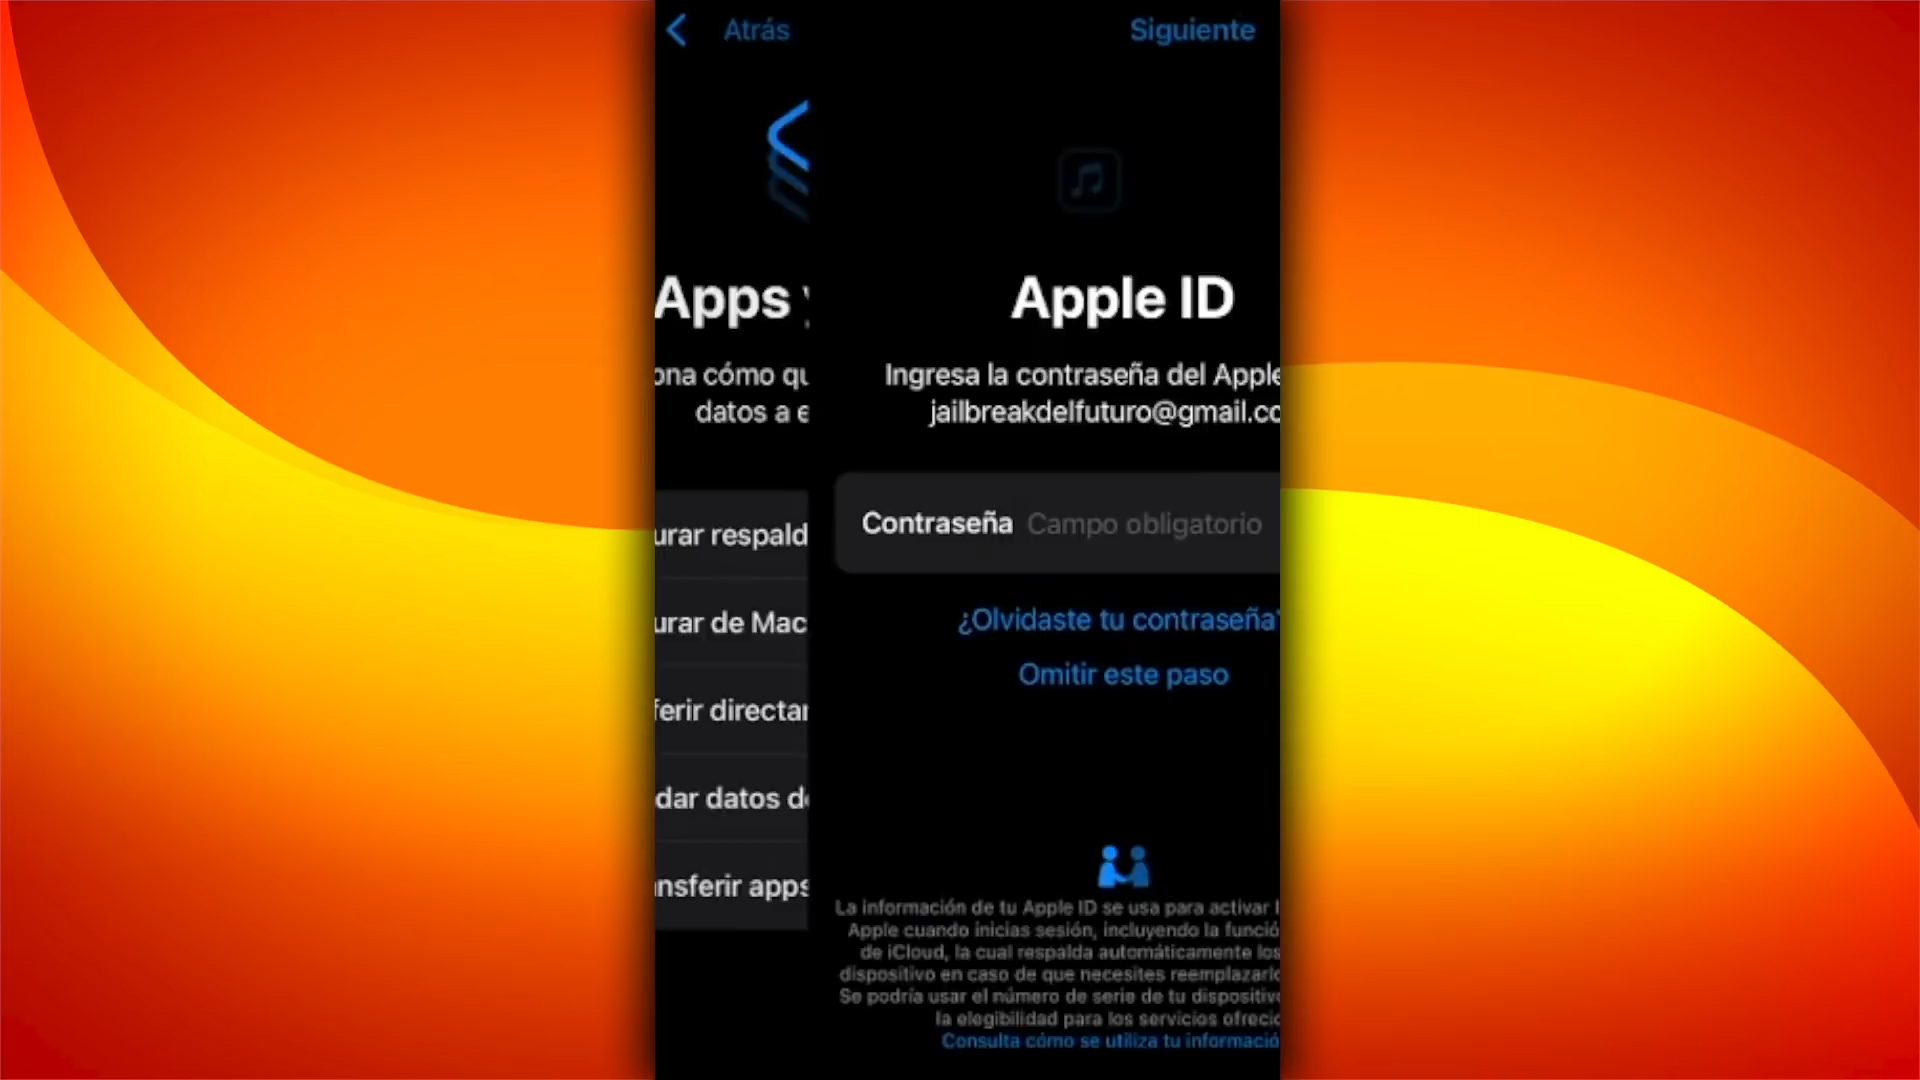 Atrás
Siguiente
Apps
Apple ID
cómo
datos a
Ingresa la contraseña del Apple
jailbreakdelfuturo@gmail.co
Contraseña Campo obligatorio
¿Olvidaste tu contraseña?
Omitir este paso
urar respald
urar de Mac
ferir directar
dar datos de
nsferir apps
La información de tu Apple ID se usa para activar
Apple cuando inicias sesión, incluyendo la funció
de iCloud, la cual respalda automáticamente los
dispositivo en caso de que necesites reemplazarlo
Se podría usar el número de serie de tu dispositivo
la elegibilidad para los servicios ofrecid
Consulta cómo se utiliza tu informació